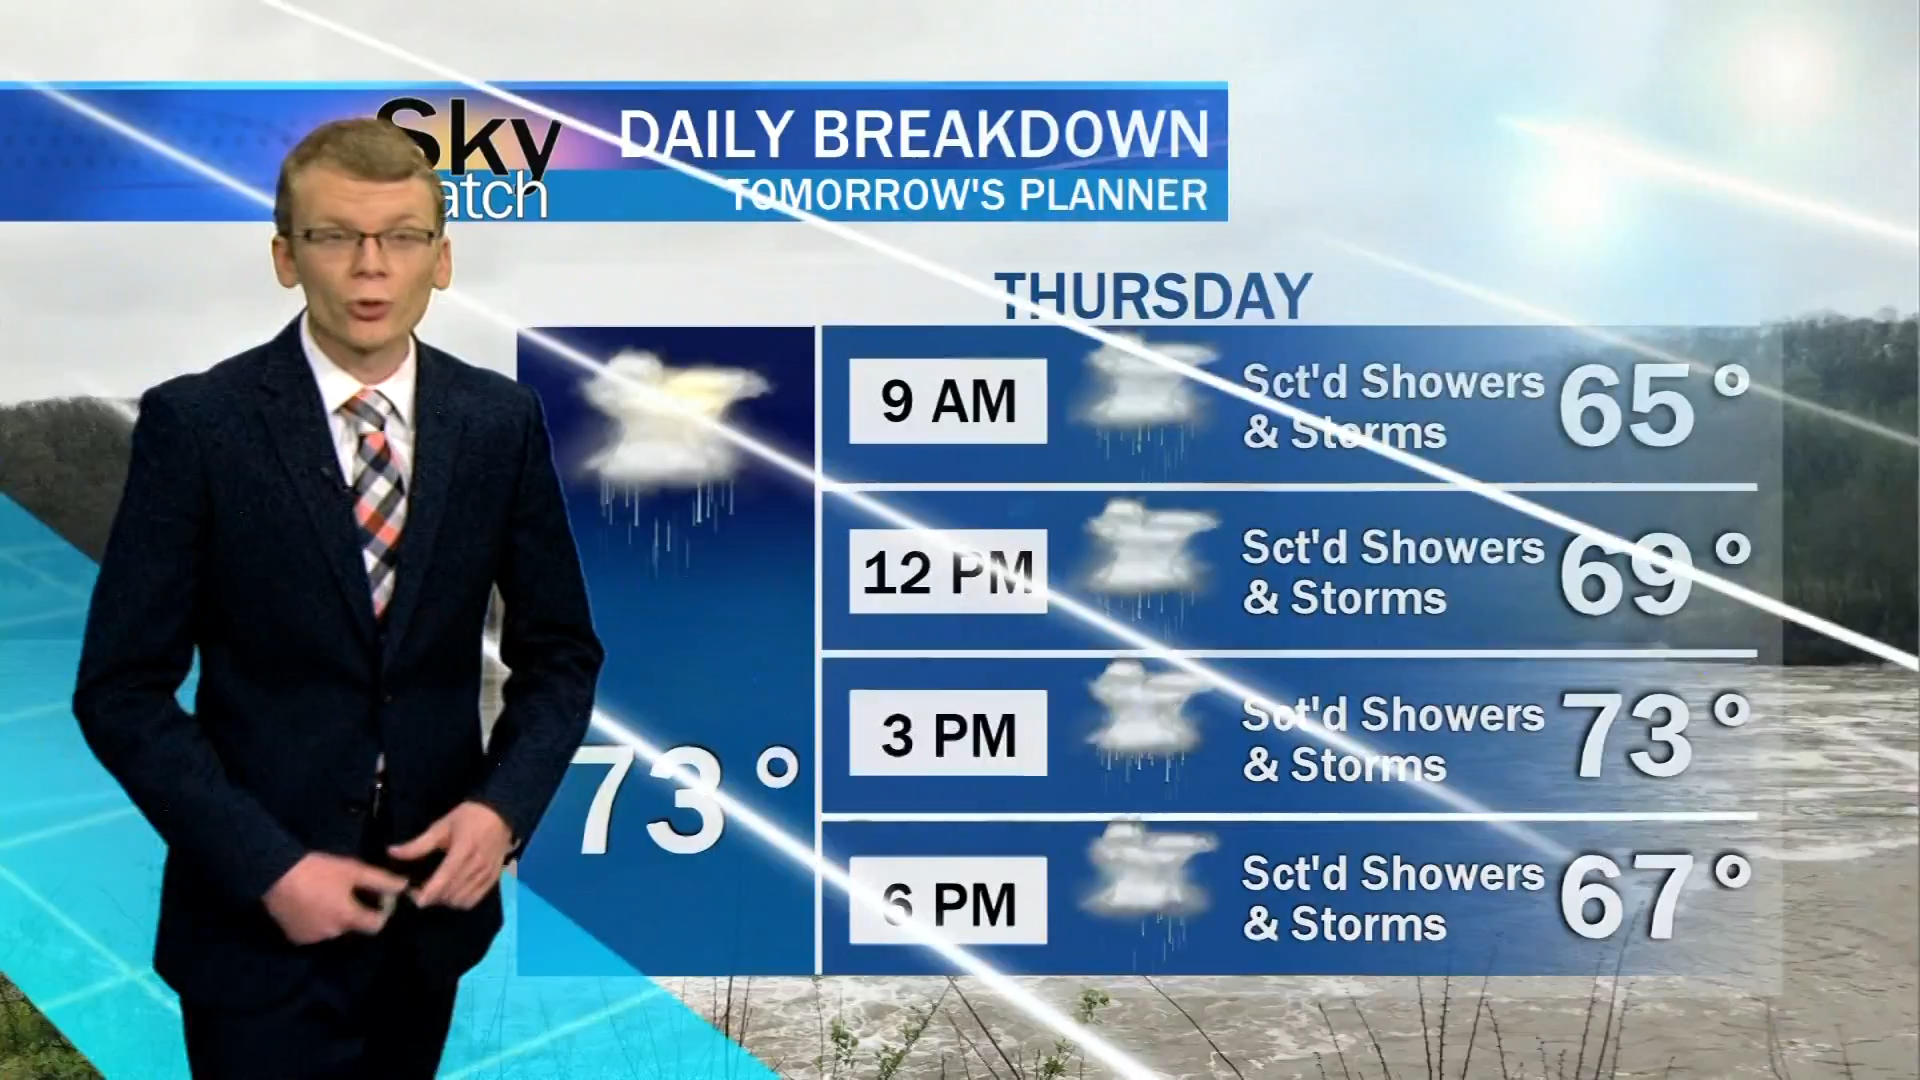 Sky
atch
DAILY BREAKDOWN
TOMORROW'S PLANNER
THURSDAY
73°
9 AM
Sct'd Showers
& Storms
65°
12 PM
Sct'd Showers
& Storms
69°
3 PM
Sct'd Showers
& Storms
73°
6 PM
Sct'd Showers
& Storms
67°